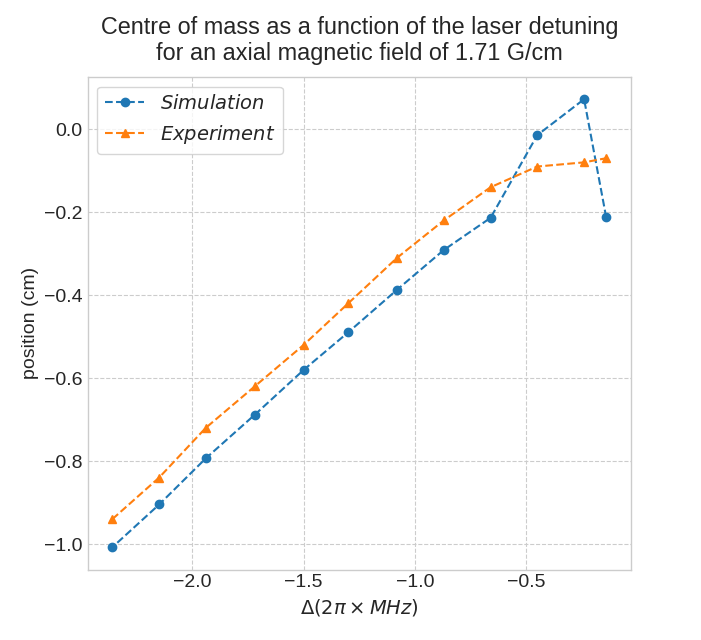 Centre of mass as a function of the laser detuning
for an axial magnetic field of 1.71 G/cm
Simulation
Experiment
position (cm)
0.0
−0.2
−0.4
−0.6
−0.8
−1.0
−2.0 −1.5 −1.0 −0.5
Δ(2π × MHz)